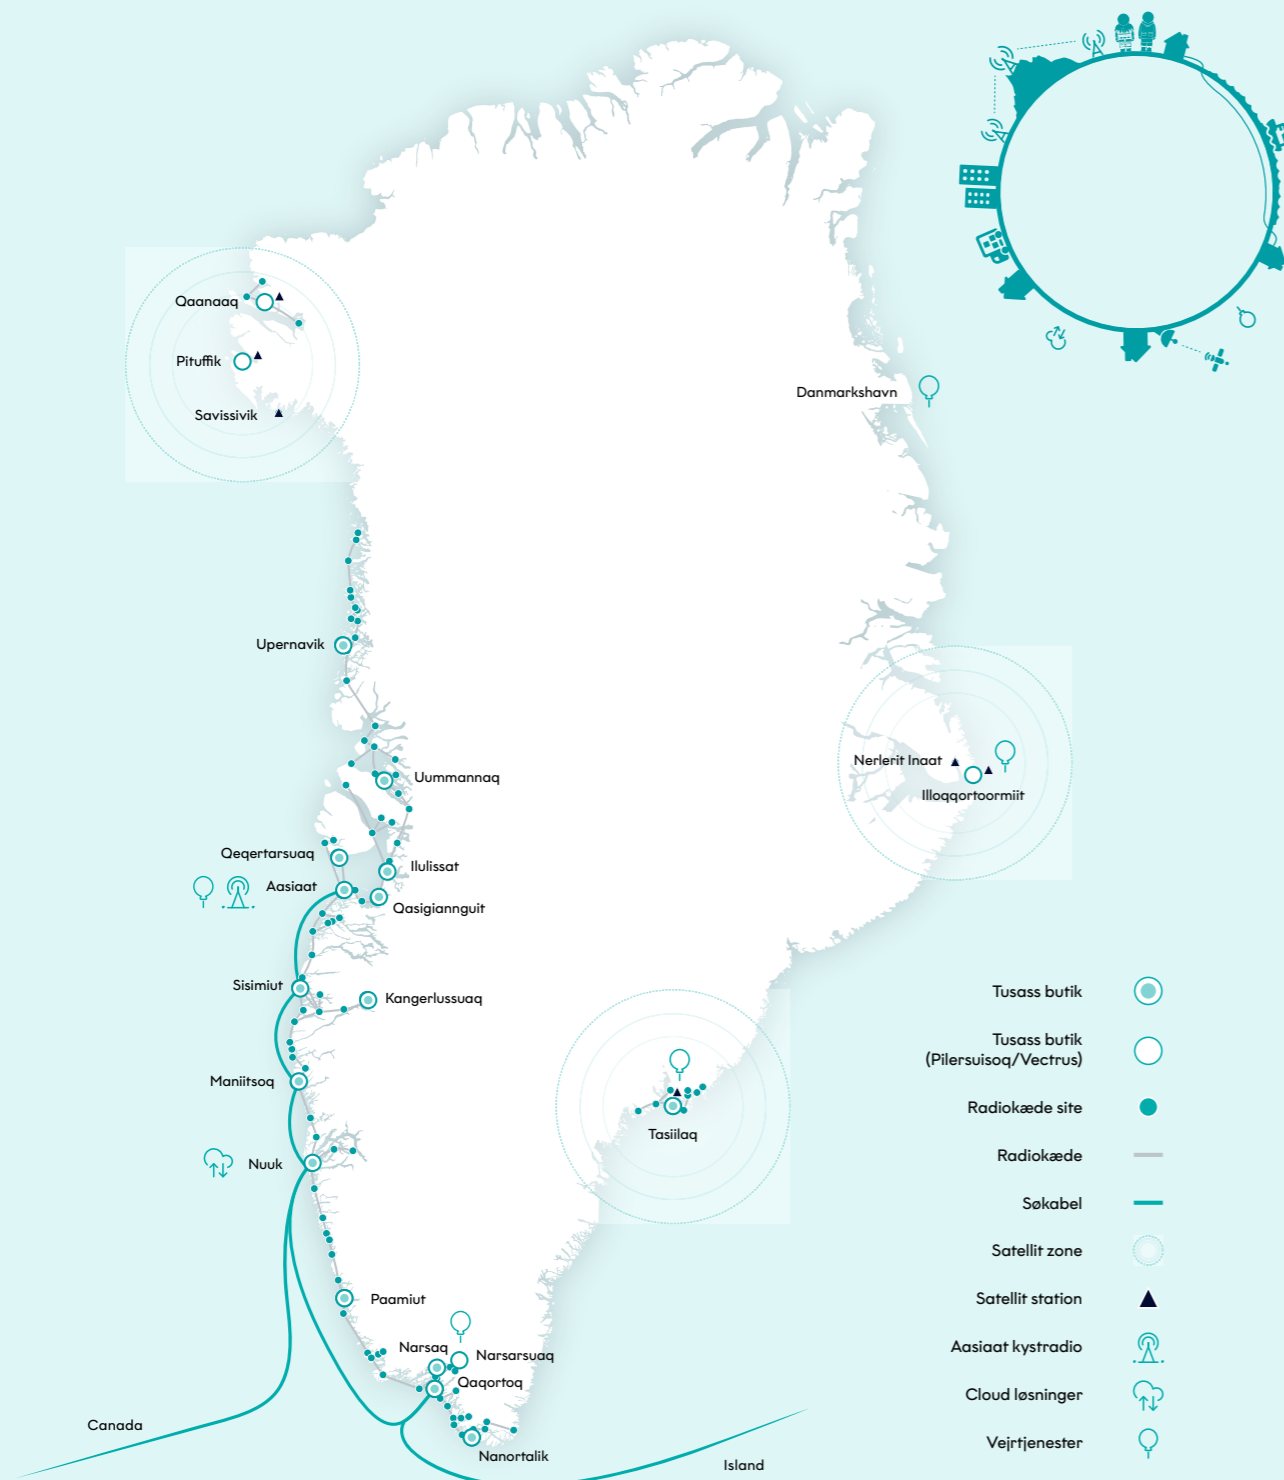 Qaanaaq
Pituffik
Savissivik
Danmarkshavn
Upernavik
Nerlerit Inaat
Illoqqortoormiit
Uummannaq
Qeqertarsuaq
Ilulissat
Aasiaat
Qasigiannguit
Sisimiut
Kangerlussuaq
Maniitsoq
Tasiilaq
Nuuk
Paamiut
Narsaq
Narsarsuaq
Qaqortoq
Nanortalik
Canada
Island
Tusass butik
Tusass butik
(Pilersuisoq/Vectrus)
Radiokæde site
Radiokæde
Søkabel
Satellit zone
Satellit station
Aasiaat kystradio
Cloud løsninger
Vejrtjenester